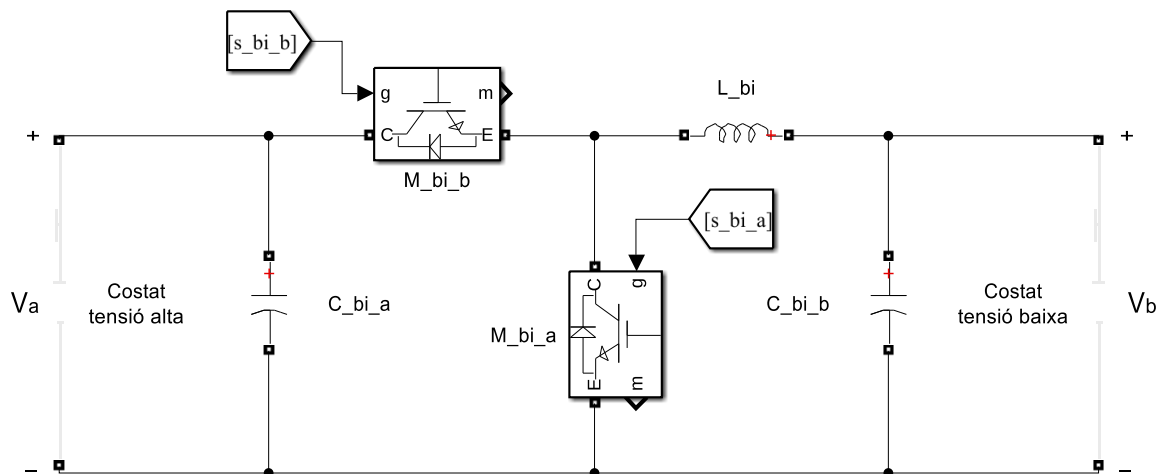 [s_bi_b]
g
m
C
E
M_bi_b
L_bi
+
+
[s_bi_a]
C
g
M_bi_a
E
m
Va
Costat
tensió alta
C_bi_a
C_bi_b
Costat
tensió baixa
Vb
+
+
–
–